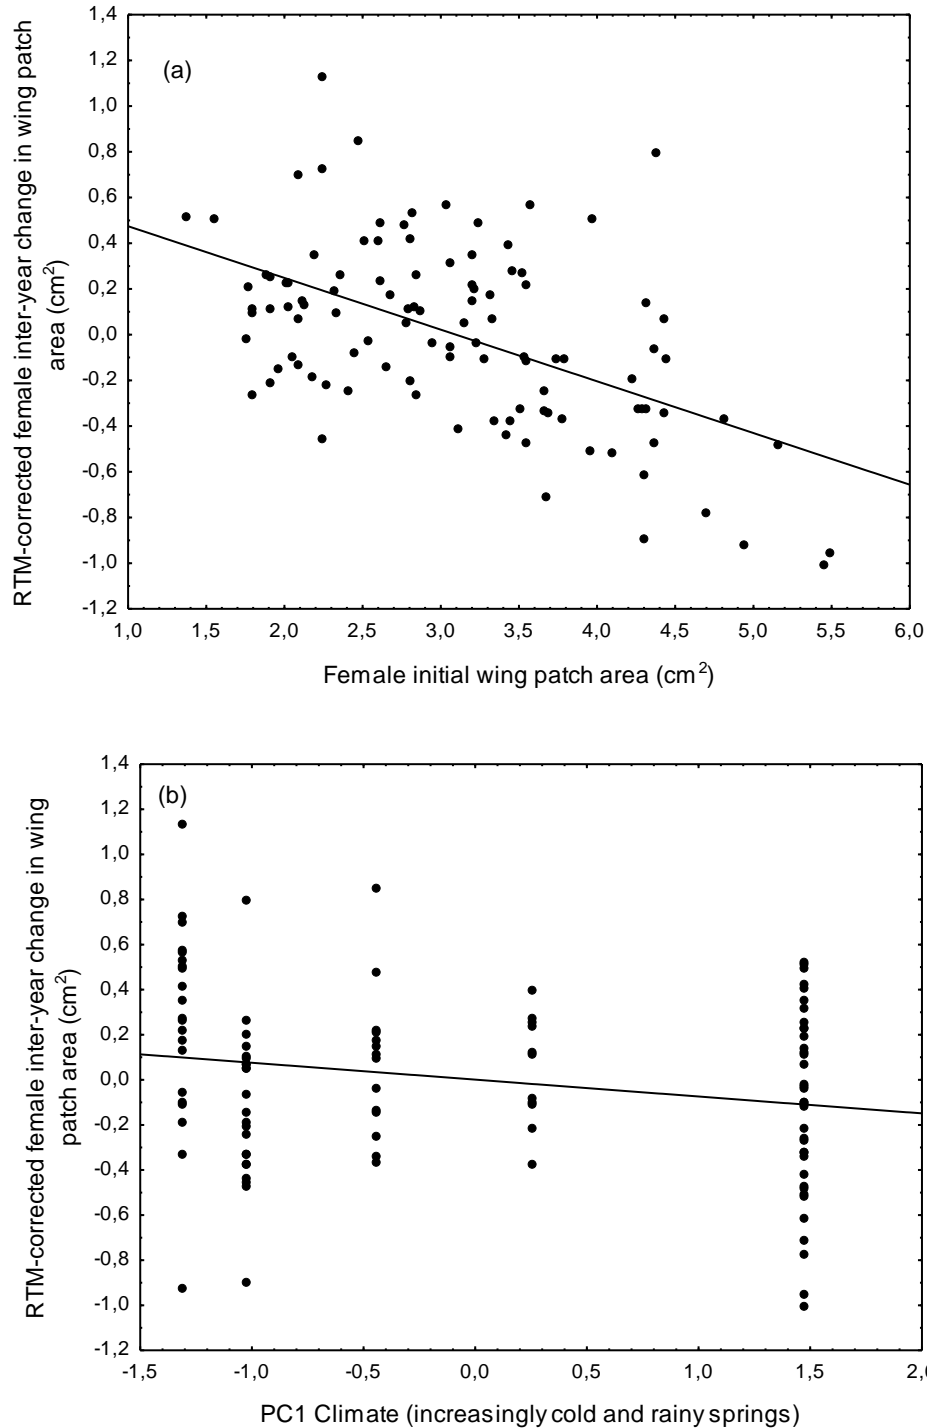 1,4
1,2
1,0
0,8
0,6
0,4
0,2
0,0
-0,2
-0,4
-0,6
-0,8
-1,0
-1,2
RTM-corrected female inter-year change in wing patch
area (cm²)
(a)
1,0 1,5 2,0 2,5 3,0 3,5 4,0 4,5 5,0 5,5 6,0
Female initial wing patch area (cm²)
1,4
1,2
1,0
0,8
0,6
0,4
0,2
0,0
-0,2
-0,4
-0,6
-0,8
-1,0
-1,2
RTM-corrected female inter-year change in wing
patch area (cm²)
(b)
-1,5 -1,0 -0,5 0,0 0,5 1,0 1,5 2,0
PC1 Climate (increasingly cold and rainy springs)